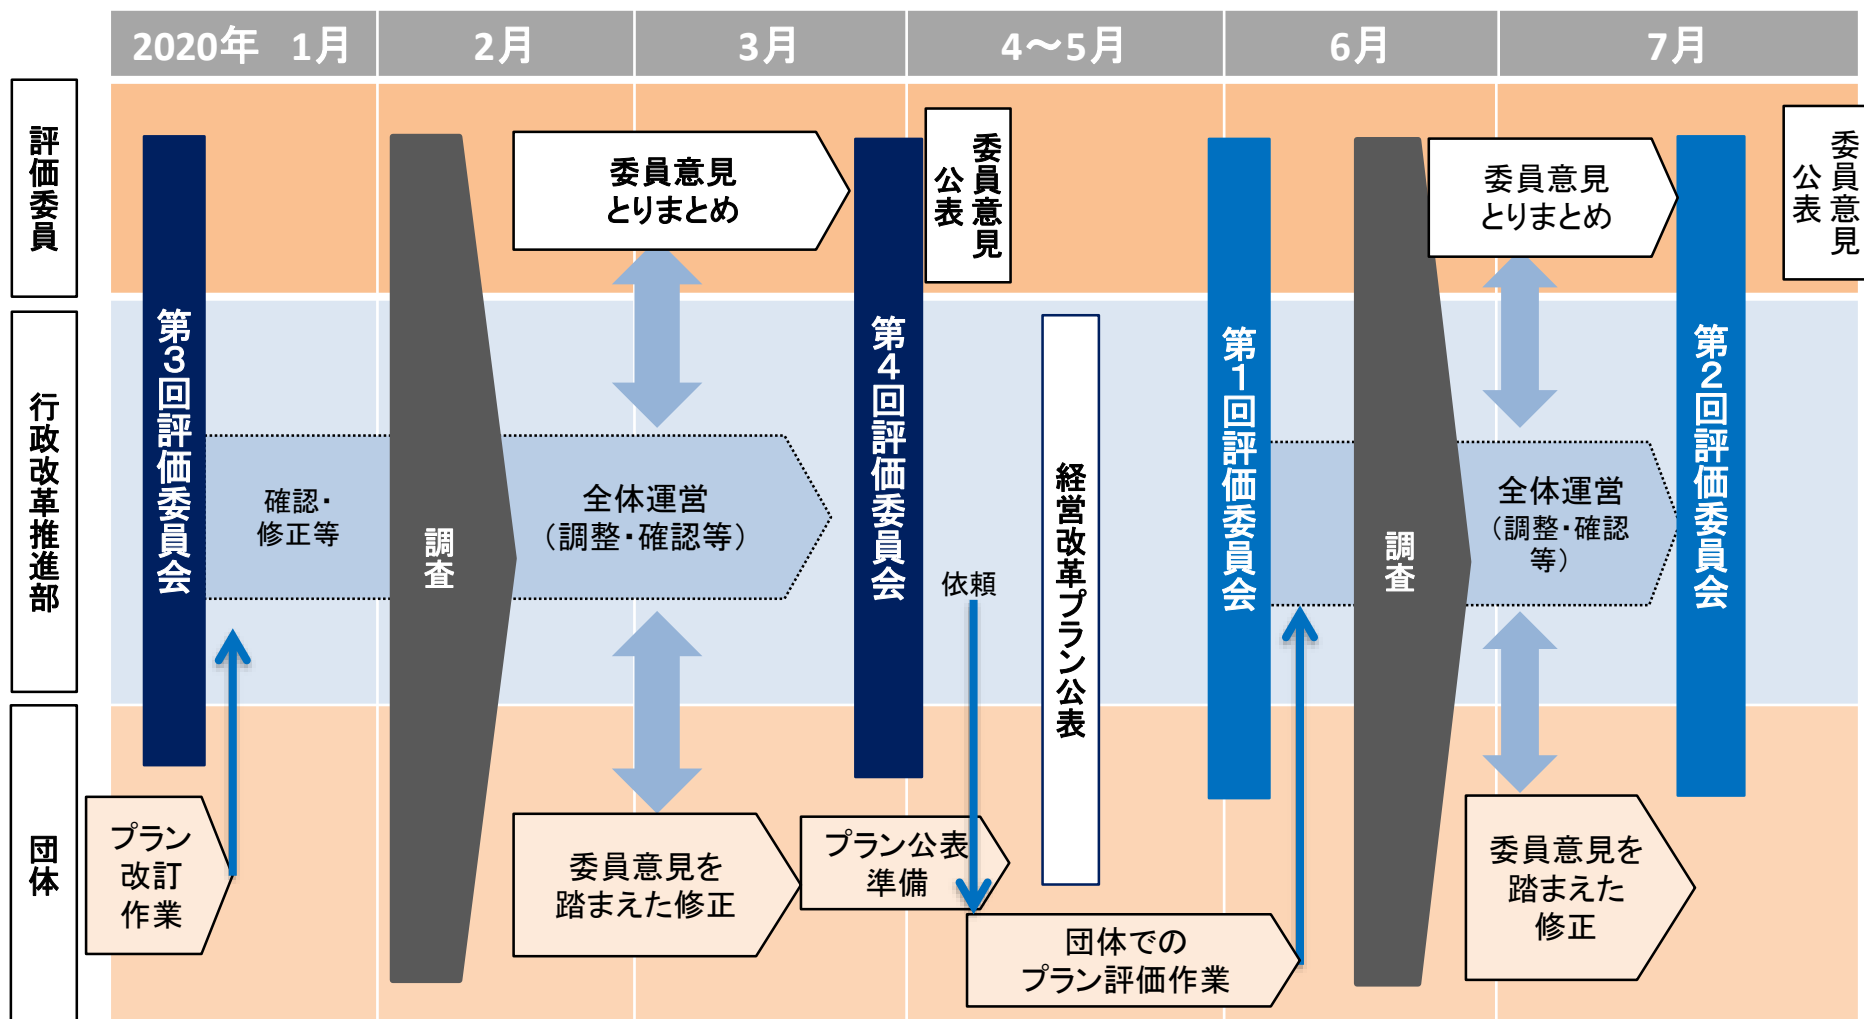 2020年　1月
2月
3月
4～5月
6月
7月
評価委員
委員意見
とりまとめ
委員意見
公表
委員意見
とりまとめ
委員意見
公表
行政改革推進部
第3回評価委員会
確認・
修正等
調査
全体運営
（調整・確認等）
第4回評価委員会
依頼
経営改革プラン公表
第1回評価委員会
調査
全体運営
（調整・確認
等）
第2回評価委員会
団体
プラン
改訂
作業
委員意見を
踏まえた修正
プラン公表
準備
団体での
プラン評価作業
委員意見を
踏まえた
修正